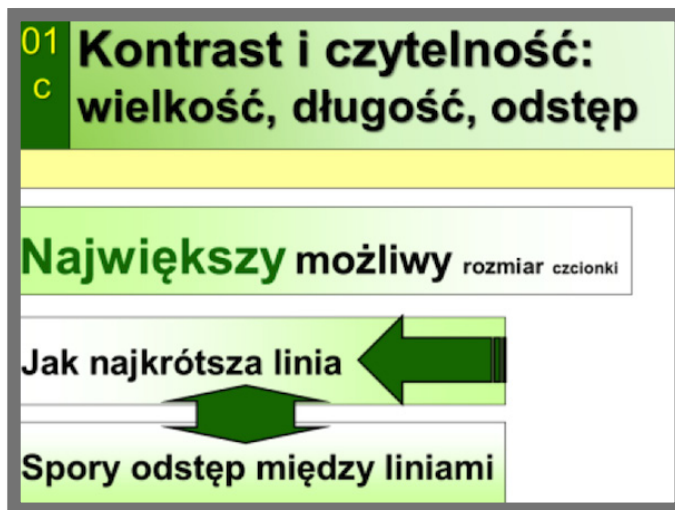 01
c
Kontrast i czytelność:
wielkość, długość, odstęp
Największy możliwy rozmiar czcionki
Jak najkrótsza linia
Spory odstęp między liniami